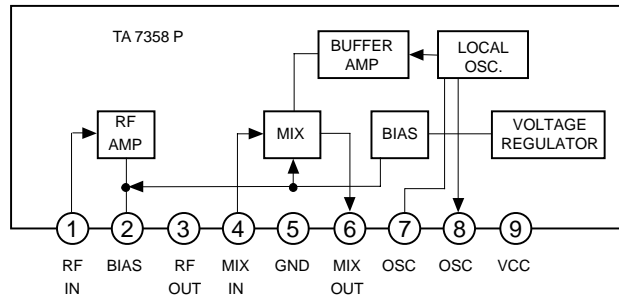 TA 7358 P
BUFFER
AMP
LOCAL
OSC.
RF
AMP
MIX
BIAS
VOLTAGE
REGULATOR
1 2 3 4 5 6 7 8 9
RF BIAS RF MIX GND MIX OSC OSC VCC
IN OUT IN OUT